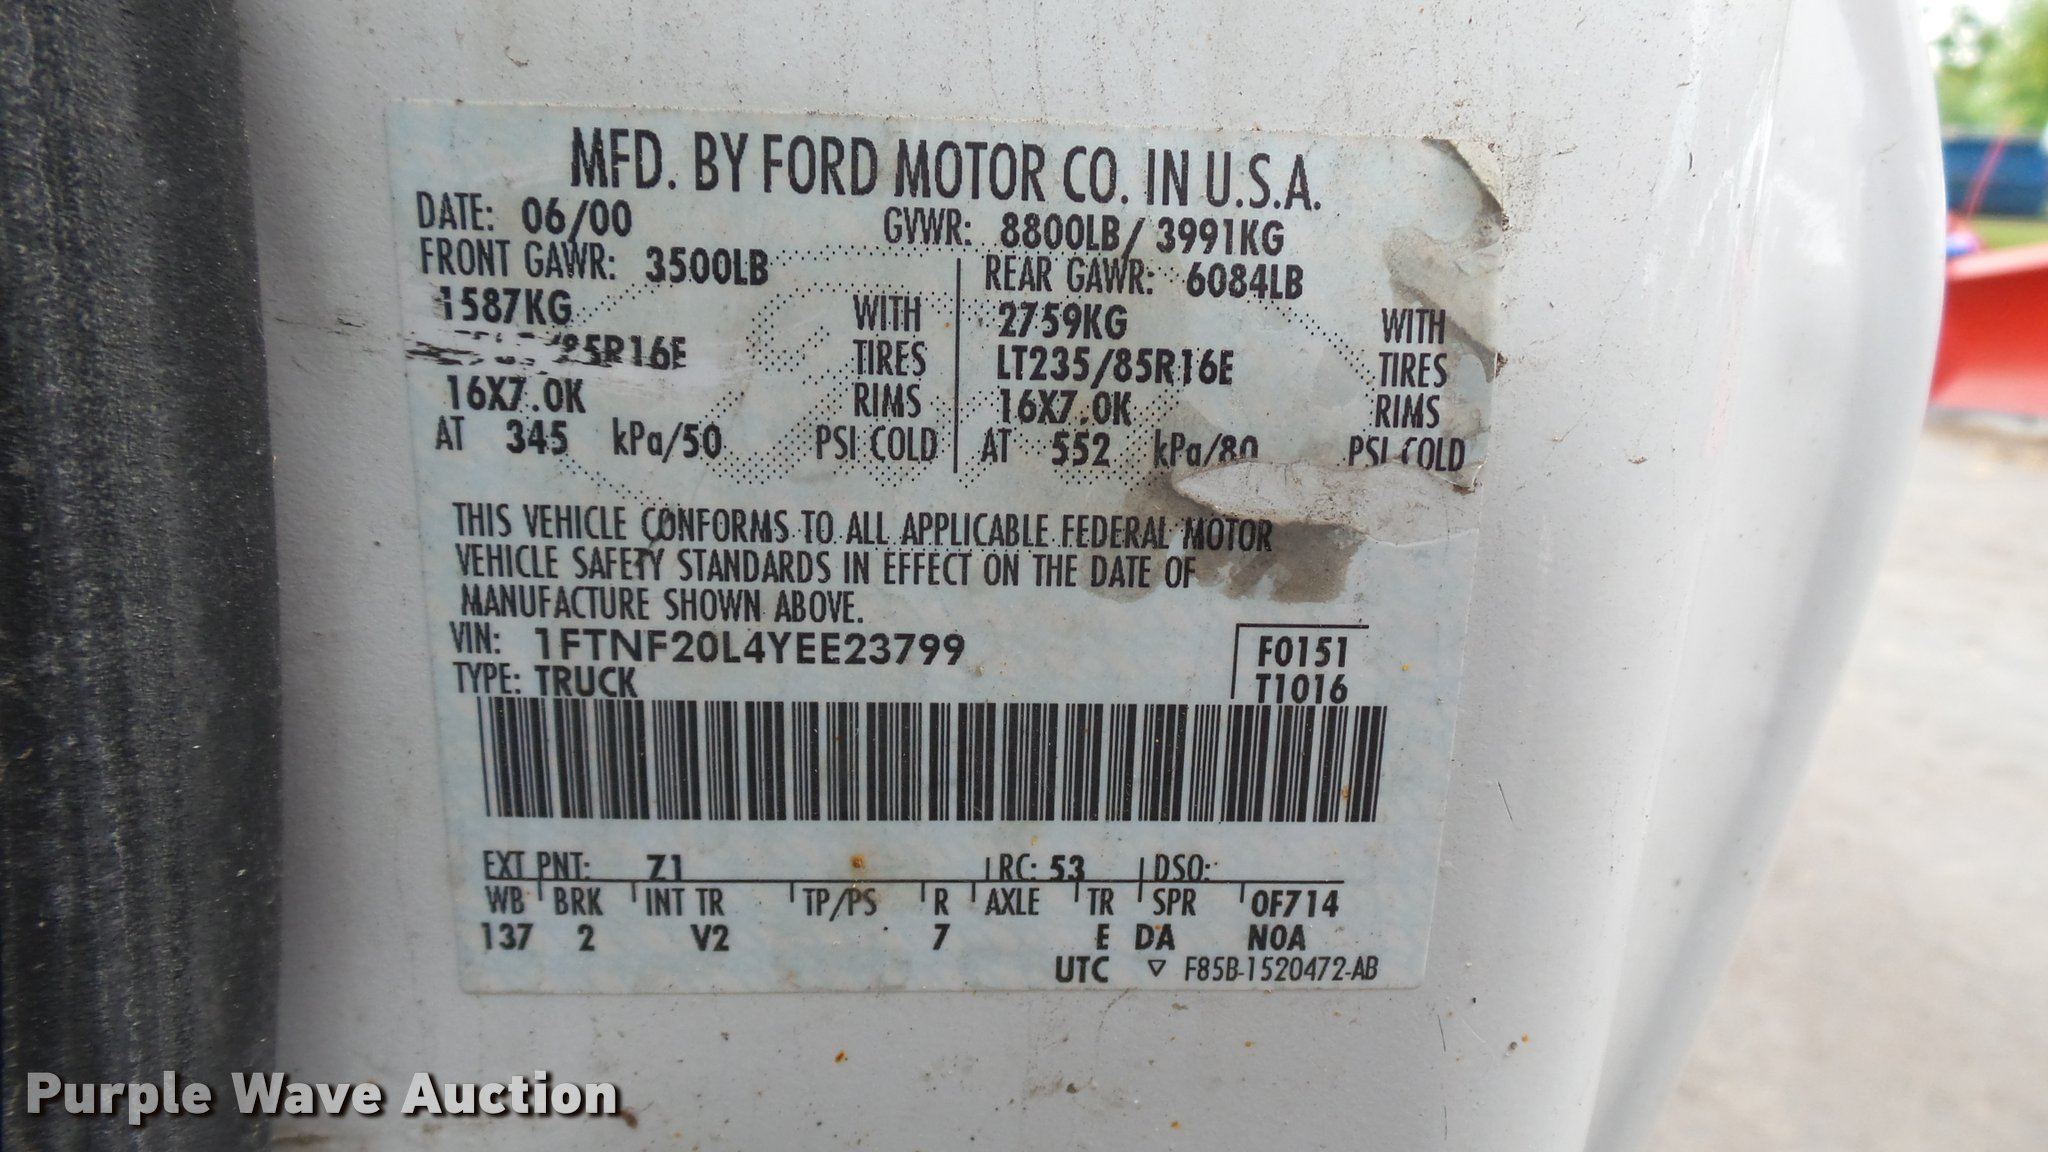 MFD. BY FORD MOTOR CO. IN U.S.A.
DATE: 06/00 GVWR: 8800LB/ 3991KG
FRONT GAWR: 3500LB REAR GAWR: 6084LB
1587KG WITH 2759KG WITH
/85R16E TIRES LT235/85R16E TIRES
16X7.0K RIMS 16X7.0K RIMS
AT 345 kPa/50 PSI COLD AT 552 kPa/80 PSI COLD
THIS VEHICLE CONFORMS TO ALL APPLICABLE FEDERAL MOTOR
VEHICLE SAFETY STANDARDS IN EFFECT ON THE DATE OF
MANUFACTURE SHOWN ABOVE.
VIN: 1FTNF20L4YEE23799 F0151
TYPE: TRUCK T1016
EXT PNT: Z1 RC: 53 DSO:
WB BRK INT TR TP/PS R AXLE TR SPR 0F714
137 2 V2 7 E DA N0A
UTC ▽ F85B-1520472-AB
Purple Wave Auction